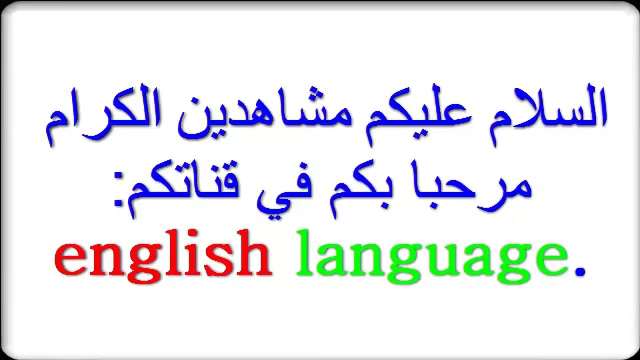 السلام عليكم مشاهدين الكرام
مرحبا بكم في قناتكم:
english language.